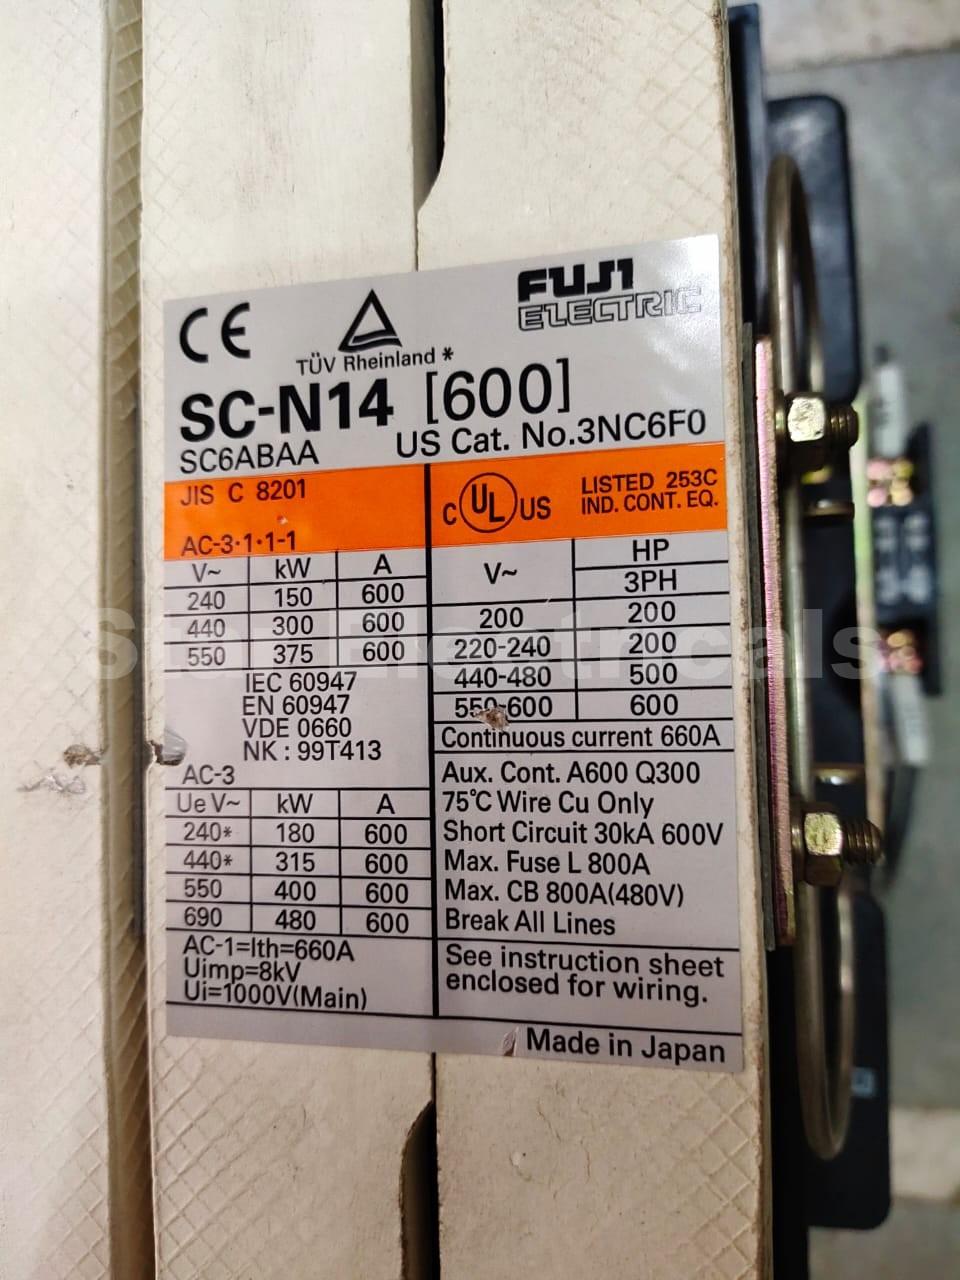 CE
TÜV Rheinland *
FUJI
ELECTRIC
SC-N14 [600]
SC6ABAA
US Cat. No.3NC6F0
JIS C 8201
AC-3·1·1-1
V~ kW A
240 150 600
440 300 600
550 375 600
IEC 60947
EN 60947
VDE 0660
NK : 99T413
AC-3
Ue V~ kW A
240* 180 600
440* 315 600
550 400 600
690 480 600
AC-1=Ith=660A
Uimp=8kV
Ui=1000V(Main)
C UL US
LISTED 253C
IND. CONT. EQ.
V~ HP
3PH
200 200
220-240 200
440-480 500
550-600 600
Continuous current 660A
Aux. Cont. A600 Q300
75°C Wire Cu Only
Short Circuit 30kA 600V
Max. Fuse L 800A
Max. CB 800A(480V)
Break All Lines
See instruction sheet
enclosed for wiring.
Made in Japan
Star Electricals